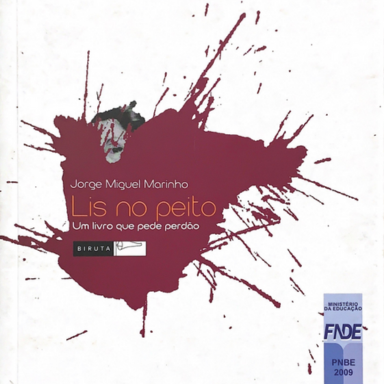 Jorge Miguel Marinho
Lis no peito
Um livro que pede perdão
BIRUTA
MINISTÉRIO
DA EDUCAÇÃO
FNDE
PNBE
2009